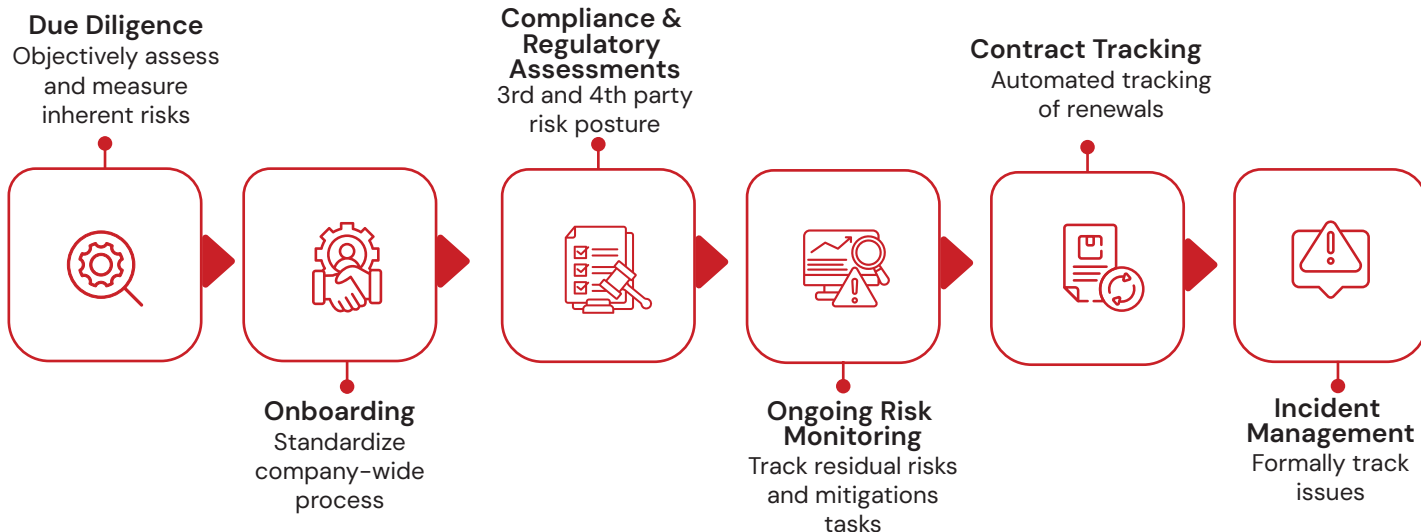 Due Diligence
Objectively assess
and measure
inherent risks
Onboarding
Standardize
company-wide
process
Compliance &
Regulatory
Assessments
3rd and 4th party
risk posture
Ongoing Risk
Monitoring
Track residual risks
and mitigations
tasks
Contract Tracking
Automated tracking
of renewals
Incident
Management
Formally track
issues